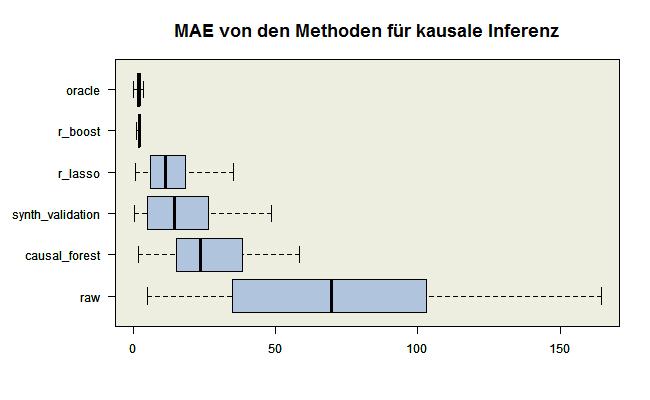 MAE von den Methoden für kausale Inferenz
oracle
r_boost
r_lasso
synth_validation
causal_forest
raw
0 50 100 150